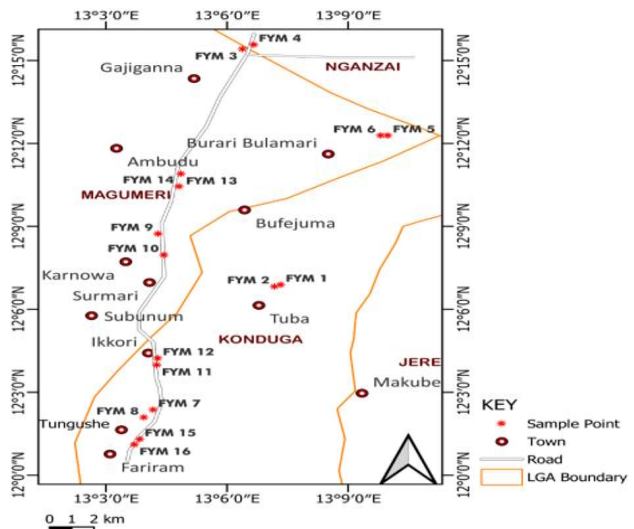 13°3'0"E 13°6'0"E 13°9'0"E
12°15'0"N 12°15'0"N
12°12'0"N 12°12'0"N
12°9'0"N 12°9'0"N
12°6'0"N 12°6'0"N
12°3'0"N 12°3'0"N
12°0'0"N 12°0'0"N
FYM 4
FYM 3
NGANZAI
Gajiganna
FYM 6 FYM 5
Burari Bulamari
Ambudu
FYM 14 FYM 13
MAGUMERI
Bufejuma
FYM 9
FYM 10
Karnowa
FYM 2 FYM 1
Surmari
Subunum
Tuba
Ikkori
KONDUGA
FYM 12
FYM 11
JERE
Makube
FYM 8 FYM 7
Tungushe
FYM 15
FYM 16
Fariram
13°3'0"E 13°6'0"E 13°9'0"E
0 1 2 km
KEY
Sample Point
Town
Road
LGA Boundary